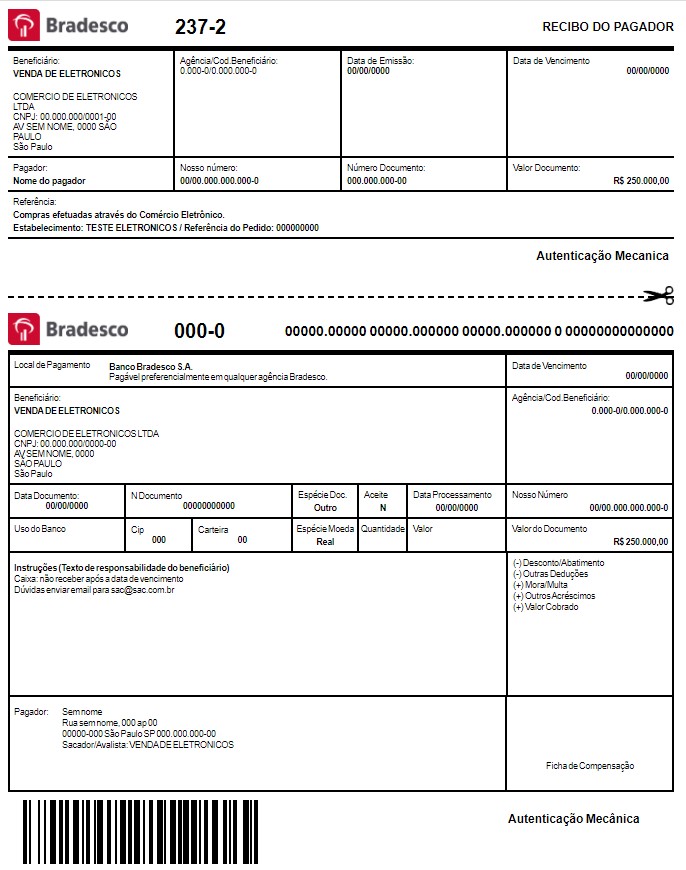 Bradesco 237-2 RECIBO DO PAGADOR
Beneficiário: Agência/Cod.Beneficiário: Data de Emissão: Data de Vencimento
VENDA DE ELETRONICOS 0.000-0/0.000.000-0 00/00/0000 00/00/0000
COMERCIO DE ELETRONICOS
LTDA
CNPJ: 00.000.000/0001-00
AV SEM NOME, 0000 SÃO
PAULO
São Paulo
Pagador: Nosso número: Número Documento: Valor Documento:
Nome do pagador 00/00.000.000.000-0 000.000.000-00 R$ 250.000,00
Referência:
Compras efetuadas através do Comércio Eletrônico.
Estabelecimento: TESTE ELETRONICOS / Referência do Pedido: 000000000
Autenticação Mecanica
Bradesco 000-0 00000.00000 00000.000000 00000.000000 0 00000000000000
Local de Pagamento Banco Bradesco S.A. Data de Vencimento
Pagável preferencialmente em qualquer agência Bradesco. 00/00/0000
Beneficiário: Agência/Cod.Beneficiário:
VENDA DE ELETRONICOS 0.000-0/0.000.000-0
COMERCIO DE ELETRONICOS LTDA
CNPJ: 00.000.000/0000-00
AV SEM NOME, 0000
SÃO PAULO
São Paulo
Data Documento: N Documento Espécie Doc. Aceite Data Processamento Nosso Número
00/00/0000 00000000000 Outro N 00/00/0000 00/00.000.000.000-0
Uso do Banco Cip Carteira Espécie Moeda Quantidade Valor Valor do Documento
000 00 Real R$ 250.000,00
Instruções (Texto de responsabilidade do beneficiário) (-) Desconto/Abatimento
Caixa: não receber após a data de vencimento (-) Outras Deduções
Dúvidas enviar email para sac@sac.com.br (+) Mora/Multa
(+) Outros Acréscimos
(+) Valor Cobrado
Pagador: Sem nome
Rua sem nome, 000 ap 00
00000-000 São Paulo SP 000.000.000-00
Sacador/Avalista: VENDA DE ELETRONICOS
Ficha de Compensação
Autenticação Mecânica